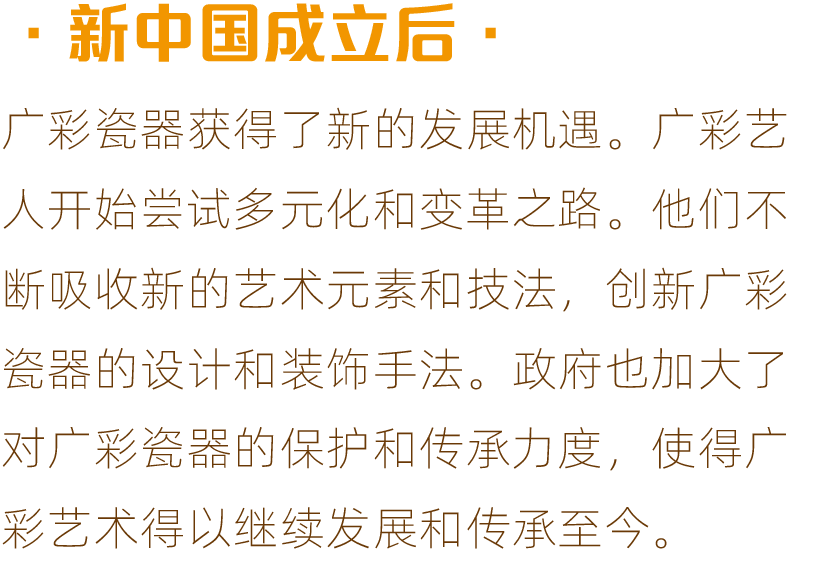 ·新中国成立后·
广彩瓷器获得了新的发展机遇。广彩艺
人开始尝试多元化和变革之路。他们不
断吸收新的艺术元素和技法，创新广彩
瓷器的设计和装饰手法。政府也加大了
对广彩瓷器的保护和传承力度，使得广
彩艺术得以继续发展和传承至今。